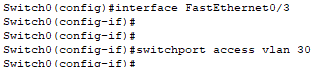 Switch0(config)#interface FastEthernet0/3
Switch0(config-if)#
Switch0(config-if)#
Switch0(config-if)#switchport access vlan 30
Switch0(config-if)#